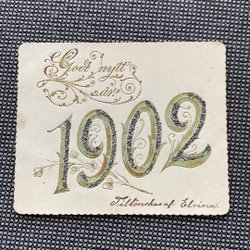 Godt nytt
år!
1902
Tillönskas af Elvira